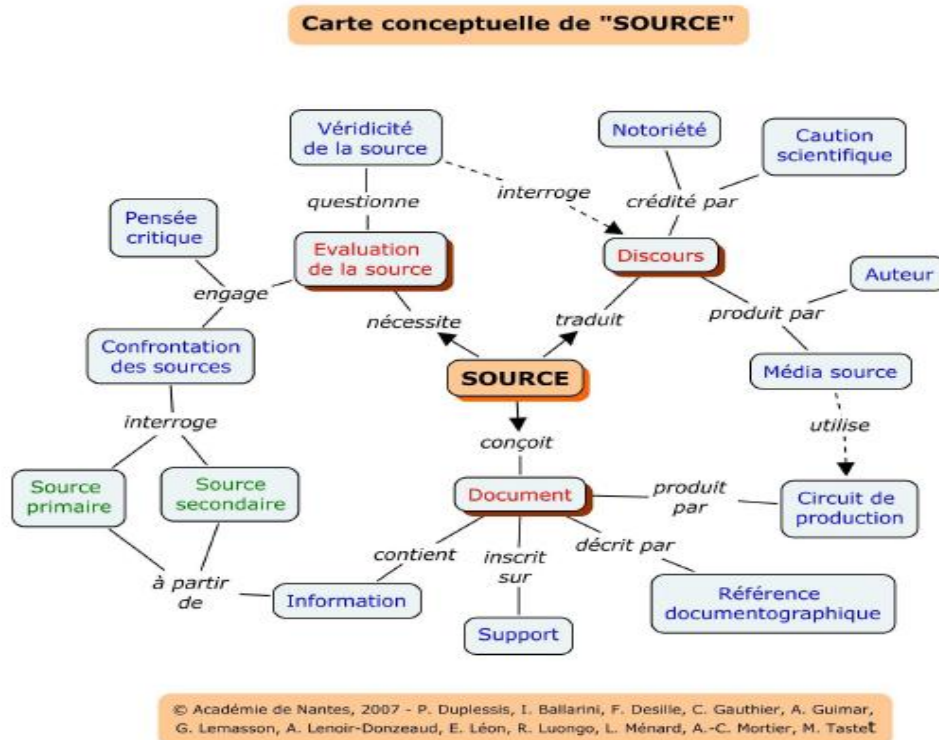 Carte conceptuelle de "SOURCE"
Véridicité
de la source
Notoriété
Caution
scientifique
interroge
crédité par
questionne
Pensée
critique
Evaluation
de la source
Discours
Auteur
engage
nécessite
traduit
produit par
Confrontation
des sources
SOURCE
Média source
interroge
conçoit
utilise
Source
primaire
Source
secondaire
Document
produit
par
Circuit de
production
contient
inscrit
sur
décrit par
à partir
de
Information
Support
Référence
documentographique
© Académie de Nantes, 2007 - P. Duplessis, I. Ballarini, F. Desille, C. Gauthier, A. Guimar,
G. Lemasson, A. Lenoir-Donzeaud, E. Léon, R. Luongo, L. Ménard, A.-C. Mortier, M. Tastet